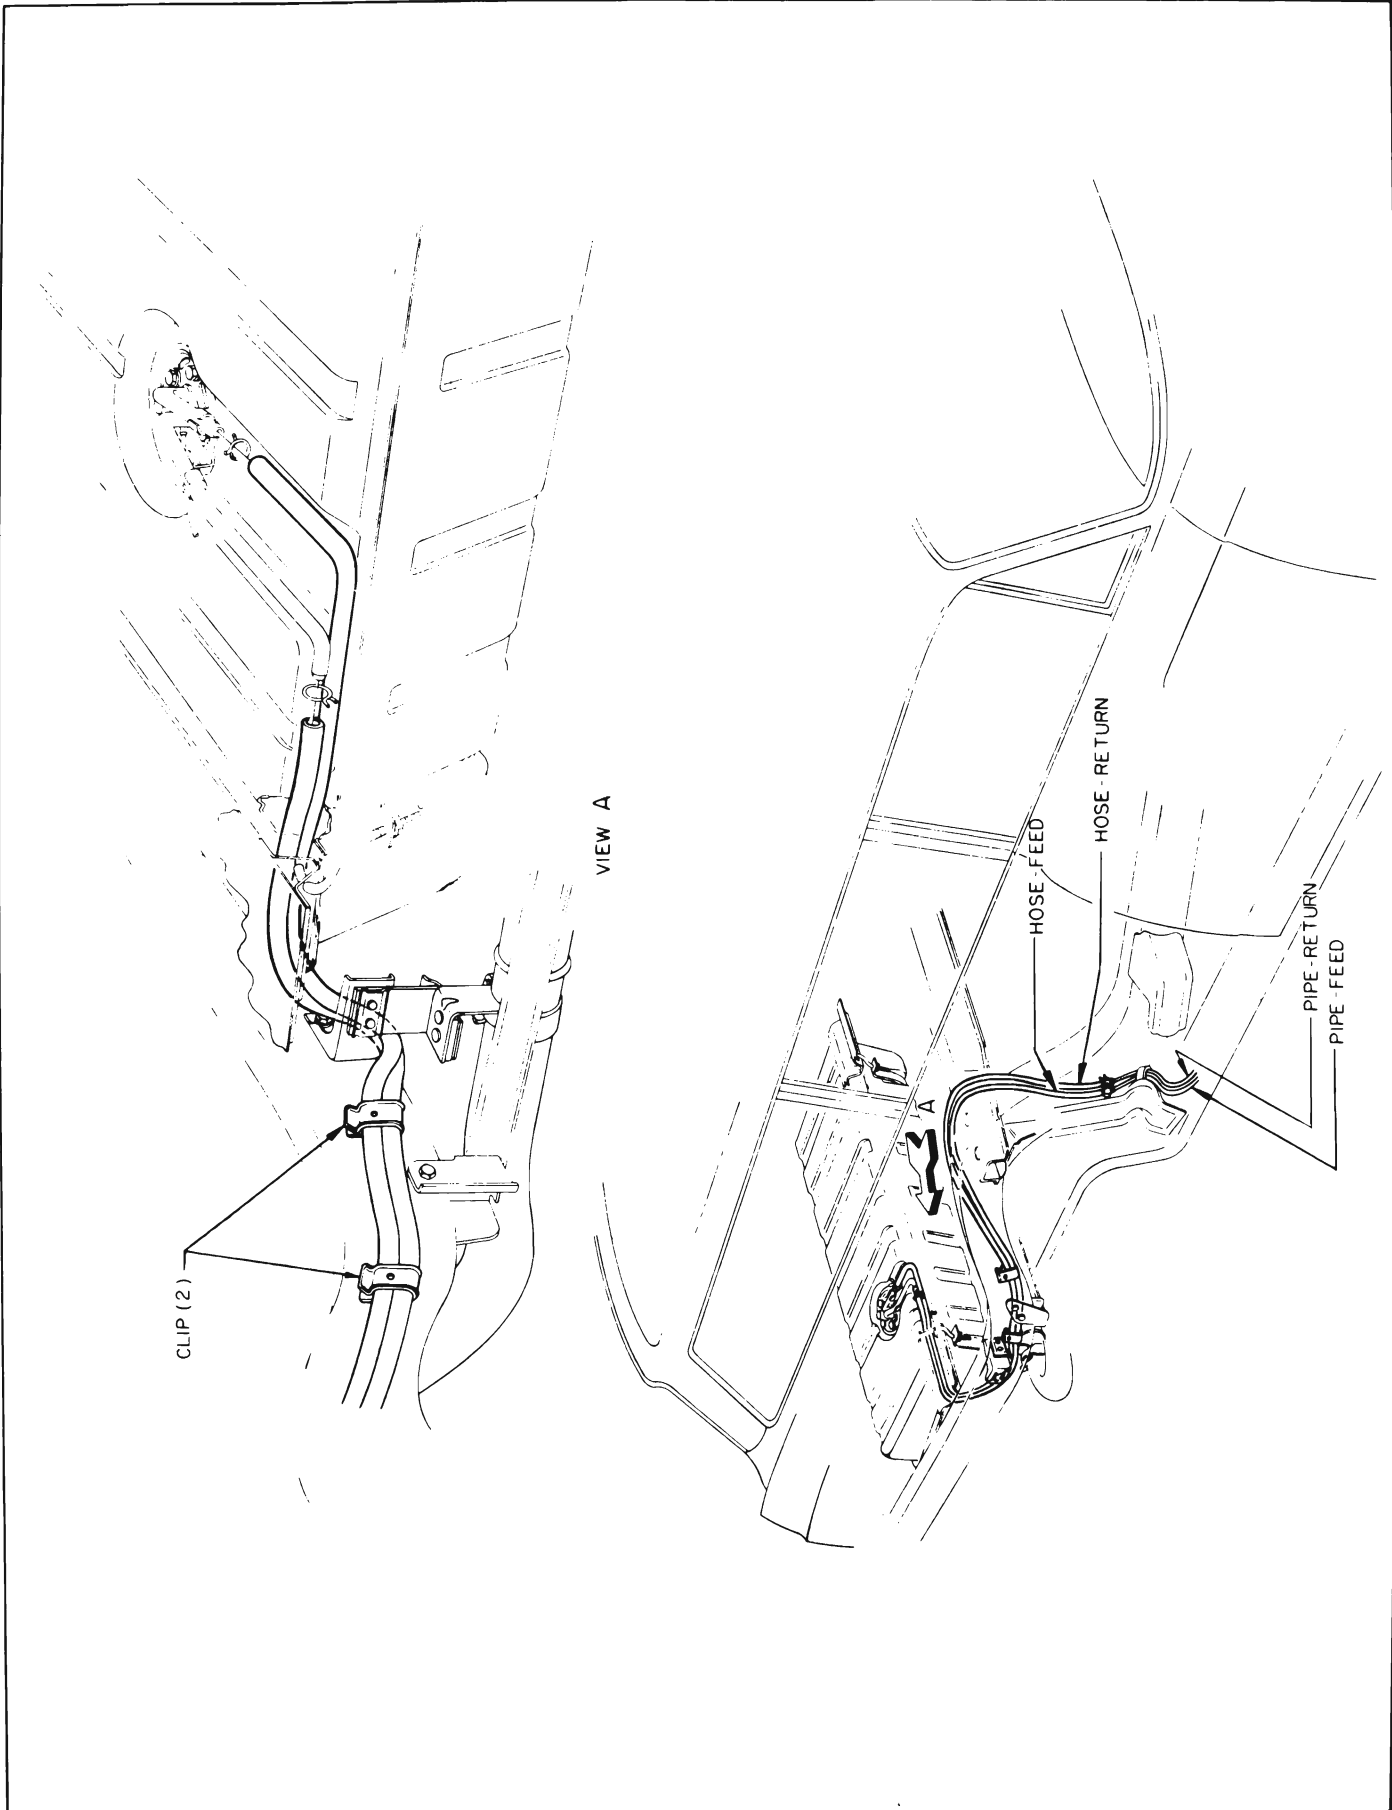 CLIP (2)
VIEW A
A
HOSE - FEED
HOSE - RETURN
PIPE - RETURN
PIPE - FEED